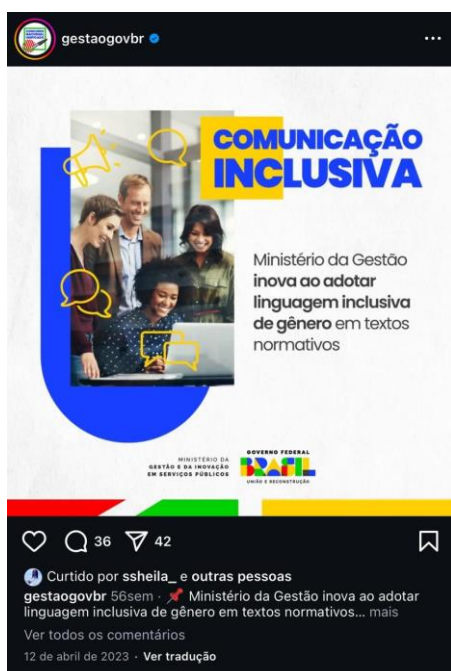 gestaogovbr
COMUNICAÇÃO
INCLUSIVA
Ministério da Gestão
inova ao adotar
linguagem inclusiva
de gênero em textos
normativos
MINISTÉRIO DA
GESTÃO E DA INOVAÇÃO
EM SERVIÇOS PÚBLICOS
GOVERNO FEDERAL
BRASIL
UNIÃO E RECONSTRUÇÃO
36
42
Curtido por ssheila_ e outras pessoas
gestaogovbr 56sem · 📌 Ministério da Gestão inova ao adotar
linguagem inclusiva de gênero em textos normativos... mais
Ver todos os comentários
12 de abril de 2023 · Ver tradução